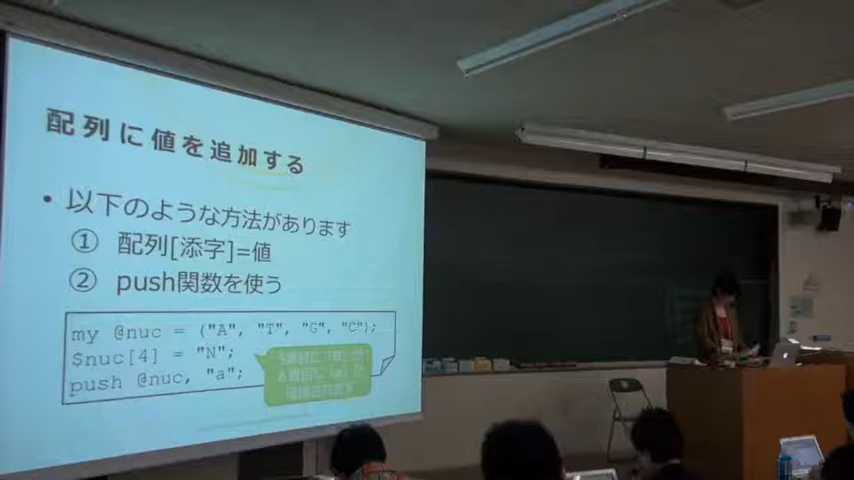 配列に値を追加する
• 以下のような方法があります
① 配列[添字]=値
② push関数を使う
my @nuc = ("A", "T", "G", "C");
$nuc[4] = "N";
push @nuc, "a";